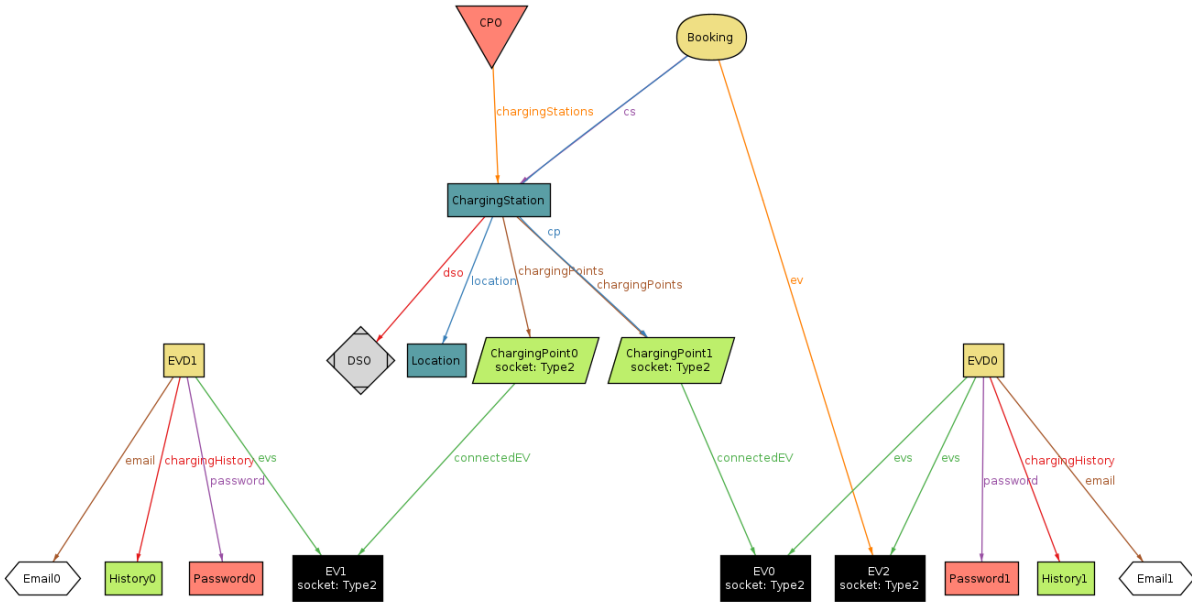 CPO
Booking
chargingStations
cs
ChargingStation
cp
dso
location
chargingPoints
chargingPoints
ev
EVD1
DSO
Location
ChargingPoint0
socket: Type2
ChargingPoint1
socket: Type2
EVD0
email
chargingHistory
evs
password
connectedEV
connectedEV
evs
evs
chargingHistory
password
email
Email0
History0
Password0
EV1
socket: Type2
EV0
socket: Type2
EV2
socket: Type2
Password1
History1
Email1